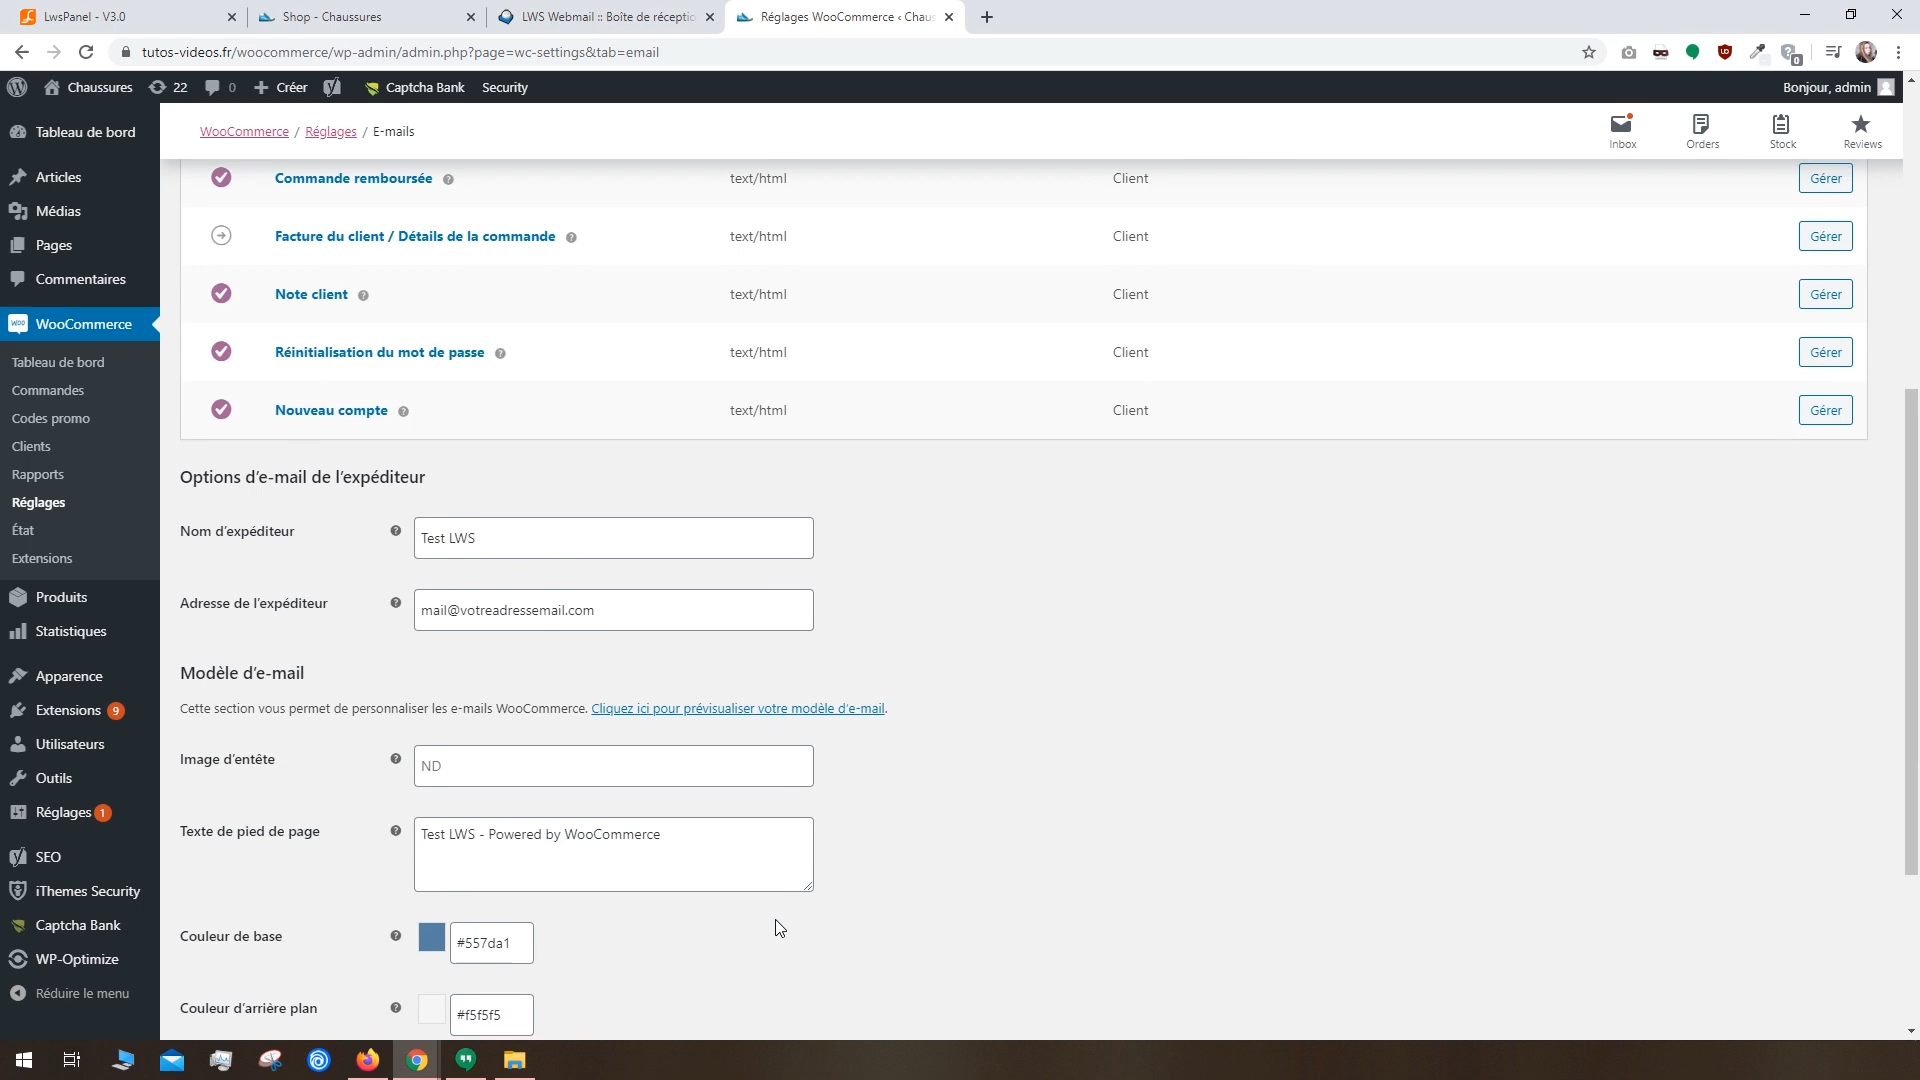 LwsPanel - V3.0
Shop - Chaussures
LWS Webmail :: Boîte de réceptio
Réglages WooCommerce ‹ Chaus
tutos-videos.fr/woocommerce/wp-admin/admin.php?page=wc-settings&tab=email
0
Chaussures
22
0
Créer
Captcha Bank
Security
Bonjour, admin
Tableau de bord
Articles
Médias
Pages
Commentaires
WooCommerce
Tableau de bord
Commandes
Codes promo
Clients
Rapports
Réglages
État
Extensions
Produits
Statistiques
Apparence
Extensions 9
Utilisateurs
Outils
Réglages 1
SEO
iThemes Security
Captcha Bank
WP-Optimize
Réduire le menu
WooCommerce / Réglages / E-mails
Inbox
Orders
Stock
Reviews
Commande remboursée
text/html
Client
Gérer
Facture du client / Détails de la commande
text/html
Client
Gérer
Note client
text/html
Client
Gérer
Réinitialisation du mot de passe
text/html
Client
Gérer
Nouveau compte
text/html
Client
Gérer
Options d’e-mail de l’expéditeur
Nom d’expéditeur
Test LWS
Adresse de l’expéditeur
mail@votreadressemail.com
Modèle d’e-mail
Cette section vous permet de personnaliser les e-mails WooCommerce. Cliquez ici pour prévisualiser votre modèle d’e-mail.
Image d’entête
ND
Texte de pied de page
Test LWS - Powered by WooCommerce
Couleur de base
#557da1
Couleur d’arrière plan
#f5f5f5